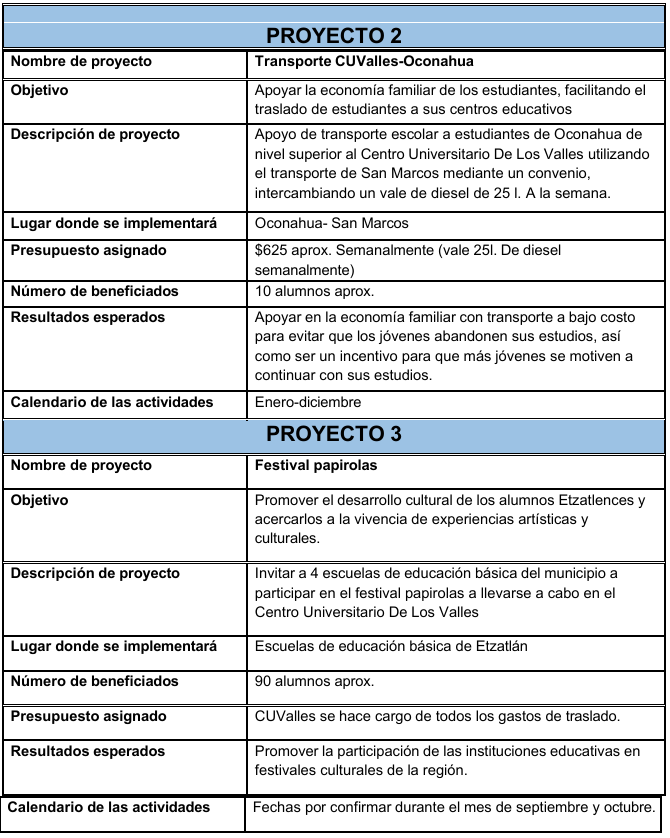 PROYECTO 2
Nombre de proyecto
Transporte CUValles-Oconahua
Objetivo
Apoyar la economía familiar de los estudiantes, facilitando el
traslado de estudiantes a sus centros educativos
Descripción de proyecto
Apoyo de transporte escolar a estudiantes de Oconahua de
nivel superior al Centro Universitario De Los Valles utilizando
el transporte de San Marcos mediante un convenio,
intercambiando un vale de diesel de 25 l. A la semana.
Lugar donde se implementará
Oconahua- San Marcos
Presupuesto asignado
$625 aprox. Semanalmente (vale 25l. De diesel
semanalmente)
Número de beneficiados
10 alumnos aprox.
Resultados esperados
Apoyar en la economía familiar con transporte a bajo costo
para evitar que los jóvenes abandonen sus estudios, así
como ser un incentivo para que más jóvenes se motiven a
continuar con sus estudios.
Calendario de las actividades
Enero-diciembre
PROYECTO 3
Nombre de proyecto
Festival papirolas
Objetivo
Promover el desarrollo cultural de los alumnos Etzatlences y
acercarlos a la vivencia de experiencias artísticas y
culturales.
Descripción de proyecto
Invitar a 4 escuelas de educación básica del municipio a
participar en el festival papirolas a llevarse a cabo en el
Centro Universitario De Los Valles
Lugar donde se implementará
Escuelas de educación básica de Etzatlán
Número de beneficiados
90 alumnos aprox.
Presupuesto asignado
CUValles se hace cargo de todos los gastos de traslado.
Resultados esperados
Promover la participación de las instituciones educativas en
festivales culturales de la región.
Calendario de las actividades
Fechas por confirmar durante el mes de septiembre y octubre.